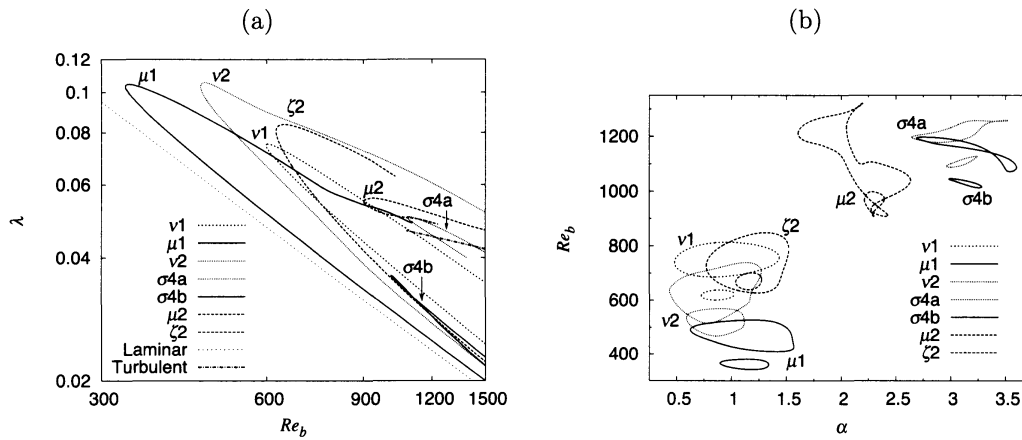 (a)
0.12
0.1
0.08
0.06
0.04
0.02
λ
μ1
ν2
ζ2
ν1
μ2
σ4a
σ4b
ν1
μ1
ν2
σ4a
σ4b
μ2
ζ2
Laminar
Turbulent
300
600
900
1200
1500
Re_b
(b)
1200
1000
800
600
400
Re_b
σ4a
σ4b
μ2
ζ2
ν1
ν2
μ1
ν1
μ1
ν2
σ4a
σ4b
μ2
ζ2
0.5
1
1.5
2
2.5
3
3.5
α